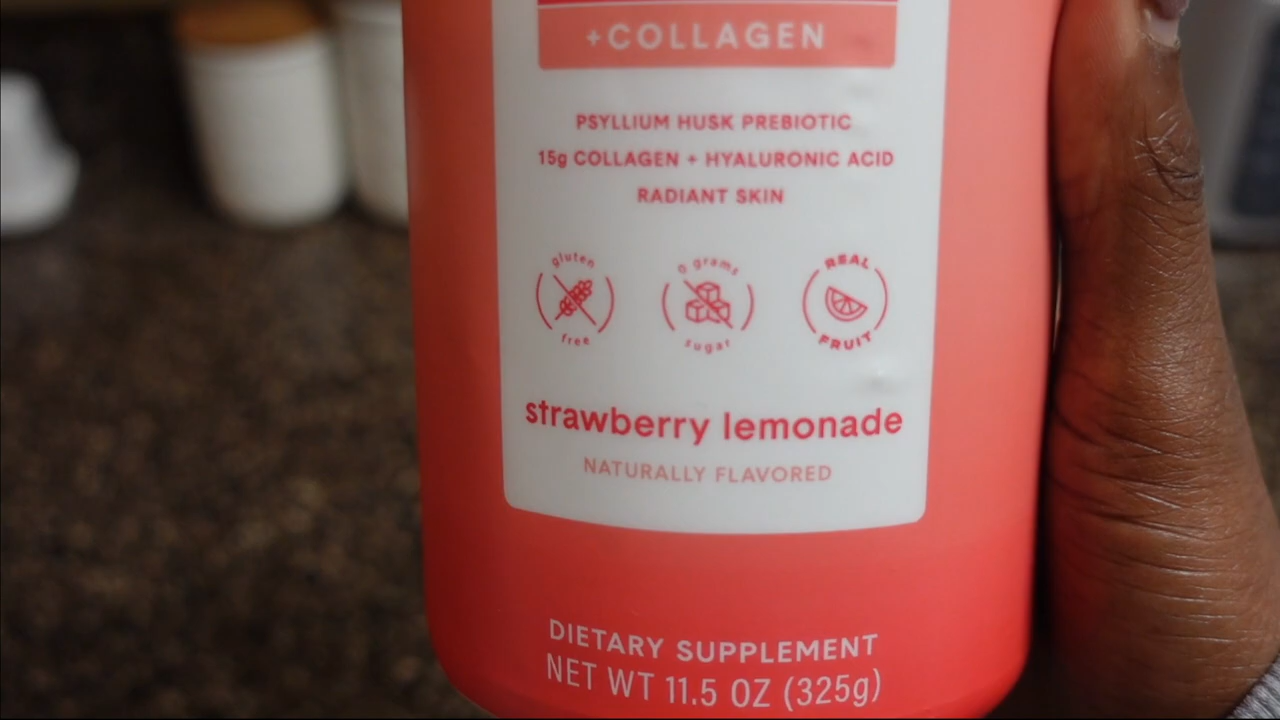 +COLLAGEN
PSYLLIUM HUSK PREBIOTIC
15g COLLAGEN + HYALURONIC ACID
RADIANT SKIN
gluten free
0 grams sugar
REAL FRUIT
strawberry lemonade
NATURALLY FLAVORED
DIETARY SUPPLEMENT
NET WT 11.5 OZ (325g)